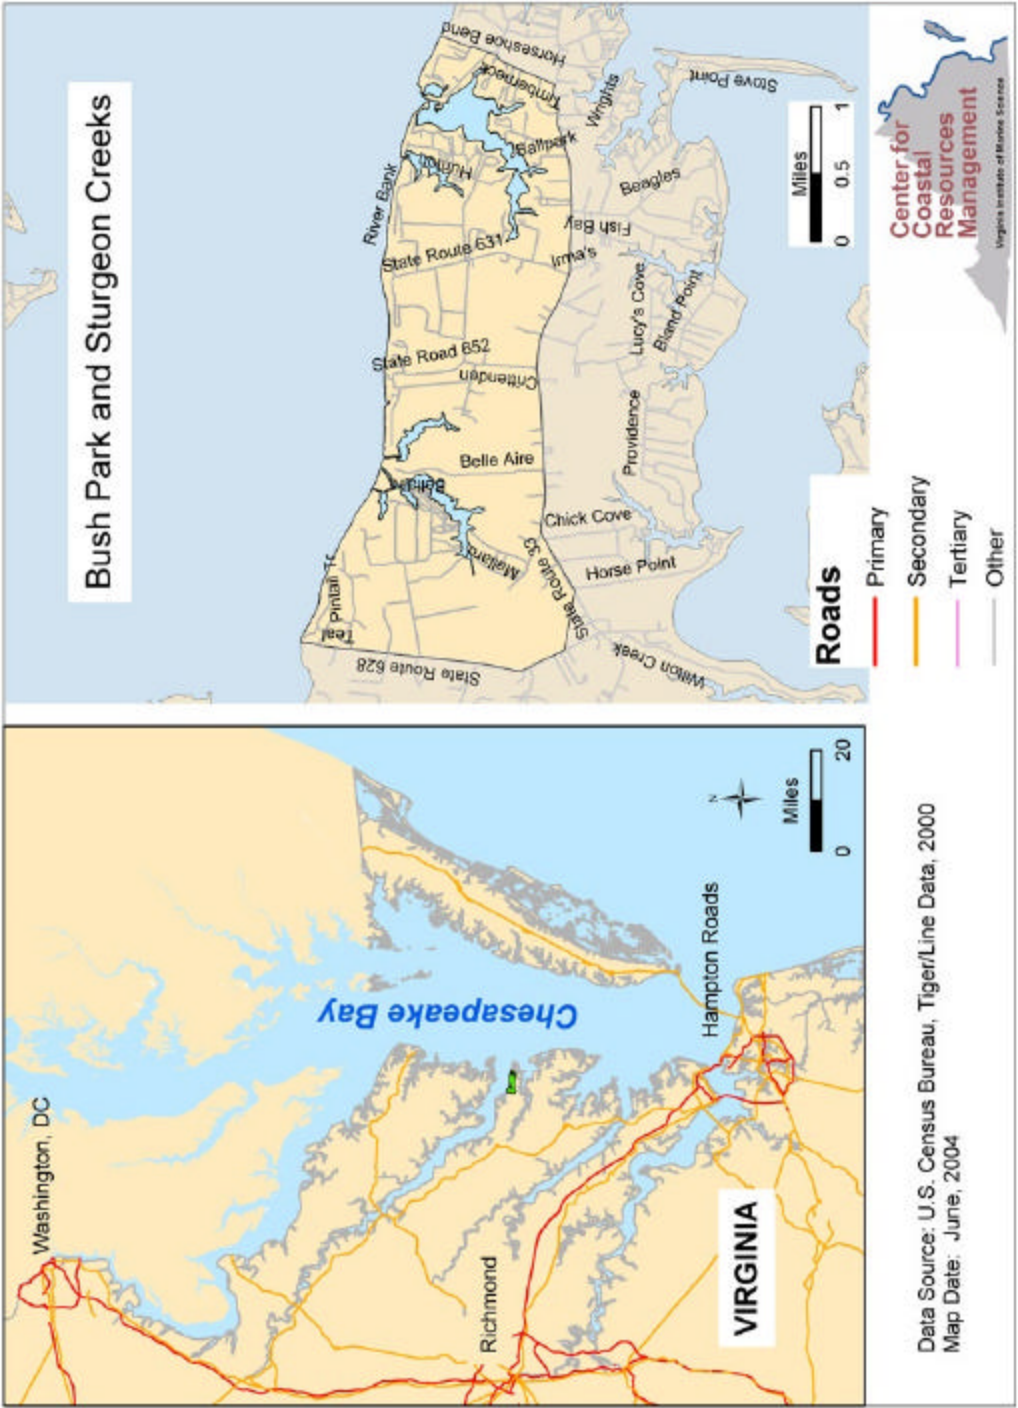 Bush Park and Sturgeon Creeks
Horseshoe Bend
Timberneck
Wrights
Stove Point
River Bank
Hunton
Ballpark
Beagles
State Route 631
Fish Bay
Irma's
State Road 652
Crittenden
Lucy's Cove
Bland Point
Providence
Belle Aire
Chick Cove
Mallard
State Route 33
Horse Point
Pintail Tr
Teal
State Route 628
Wilton Creek
Miles
0 0.5 1
Washington, DC
Chesapeake Bay
Hampton Roads
Richmond
VIRGINIA
N
Miles
0 20
Roads
Primary
Secondary
Tertiary
Other
Center for
Coastal
Resources
Management
Virginia Institute of Marine Science
Data Source: U.S. Census Bureau, Tiger/Line Data, 2000
Map Date: June, 2004